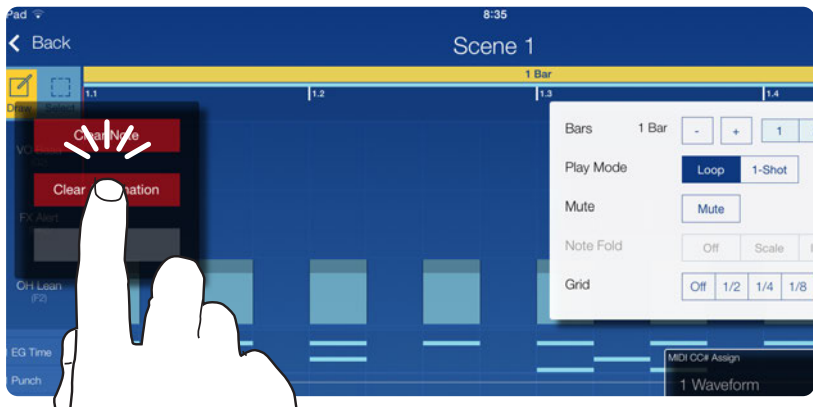 Pad 8:35
Back Scene 1
1 Bar
1.1 1.2 1.3 1.4
Draw Select
Clear Note
Clear
Bars 1 Bar - + 1
Play Mode Loop 1-Shot
FX Alert
Mute Mute
Note Fold Off Scale
OH Lean
(F2)
Grid Off 1/2 1/4 1/8
EG Time
MIDI CC# Assign
Punch
1 Waveform